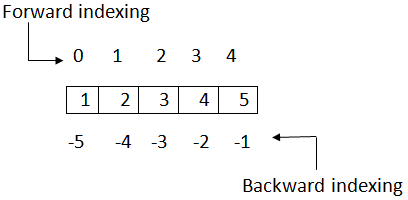 Forward indexing
0 1 2 3 4
1 2 3 4 5
-5 -4 -3 -2 -1
Backward indexing